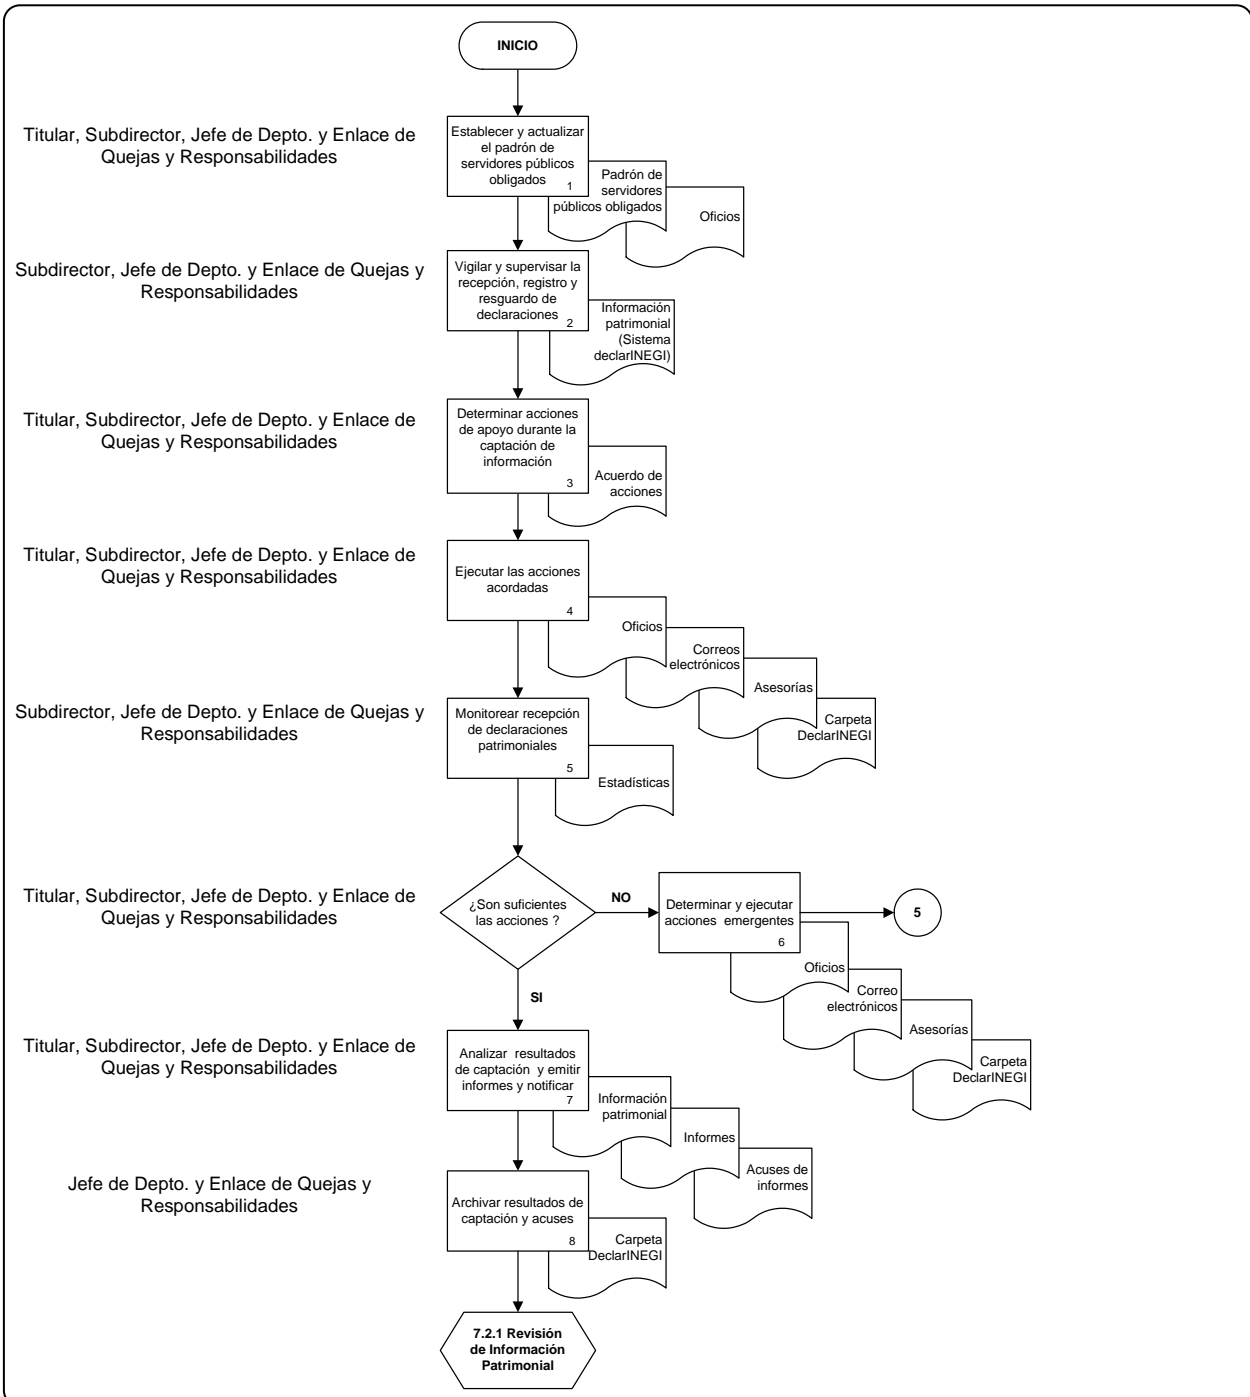 INICIO
Titular, Subdirector, Jefe de Depto. y Enlace de
Quejas y Responsabilidades
Establecer y actualizar
el padrón de
servidores públicos
obligados
1
Padrón de
servidores
públicos obligados
Oficios
Subdirector, Jefe de Depto. y Enlace de Quejas y
Responsabilidades
Vigilar y supervisar la
recepción, registro y
resguardo de
declaraciones
2
Información
patrimonial
(Sistema
declarINEGI)
Titular, Subdirector, Jefe de Depto. y Enlace de
Quejas y Responsabilidades
Determinar acciones
de apoyo durante la
captación de
información
3
Acuerdo de
acciones
Titular, Subdirector, Jefe de Depto. y Enlace de
Quejas y Responsabilidades
Ejecutar las acciones
acordadas
4
Oficios
Correos
electrónicos
Asesorías
Carpeta
DeclarINEGI
Subdirector, Jefe de Depto. y Enlace de Quejas y
Responsabilidades
Monitorear recepción
de declaraciones
patrimoniales
5
Estadísticas
Titular, Subdirector, Jefe de Depto. y Enlace de
Quejas y Responsabilidades
¿Son suficientes
las acciones ?
NO
Determinar y ejecutar
acciones emergentes
6
5
Oficios
Correo
electrónicos
Asesorías
Carpeta
DeclarINEGI
SI
Titular, Subdirector, Jefe de Depto. y Enlace de
Quejas y Responsabilidades
Analizar resultados
de captación y emitir
informes y notificar
7
Información
patrimonial
Informes
Acuses de
informes
Jefe de Depto. y Enlace de Quejas y
Responsabilidades
Archivar resultados de
captación y acuses
8
Carpeta
DeclarINEGI
7.2.1 Revisión
de Información
Patrimonial